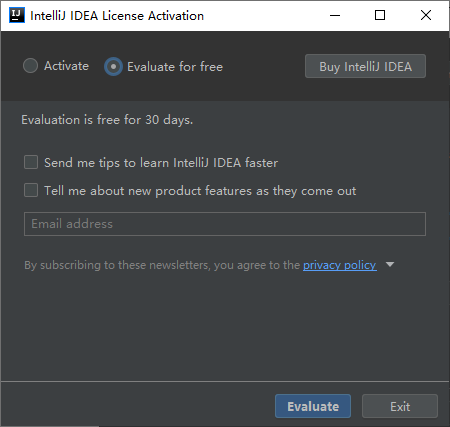 IJ IntelliJ IDEA License Activation
Activate Evaluate for free Buy IntelliJ IDEA
Evaluation is free for 30 days.
Send me tips to learn IntelliJ IDEA faster
Tell me about new product features as they come out
Email address
By subscribing to these newsletters, you agree to the privacy policy
Evaluate Exit